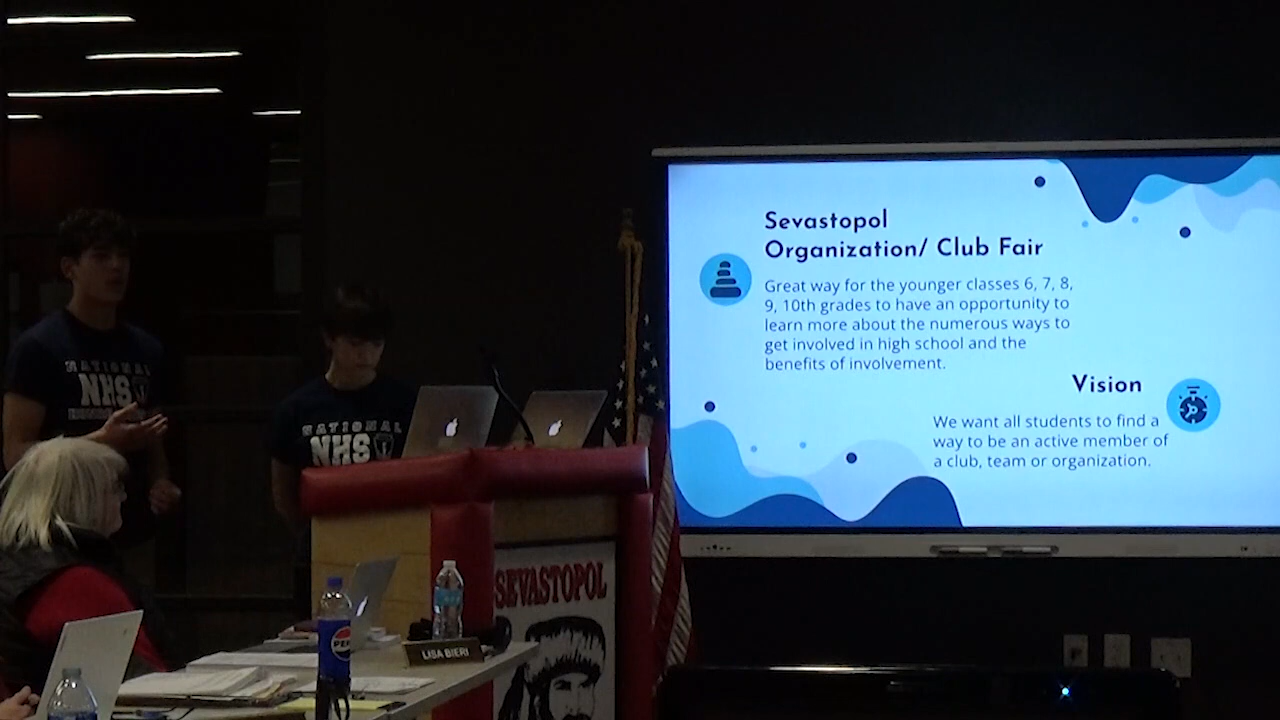 Sevastopol
Organization/ Club Fair
Great way for the younger classes 6, 7, 8,
9, 10th grades to have an opportunity to
learn more about the numerous ways to
get involved in high school and the
benefits of involvement.
Vision
We want all students to find a
way to be an active member of
a club, team or organization.
NATIONAL
NHS
NATIONAL
NHS
SEVASTOPOL
LISA BIERI